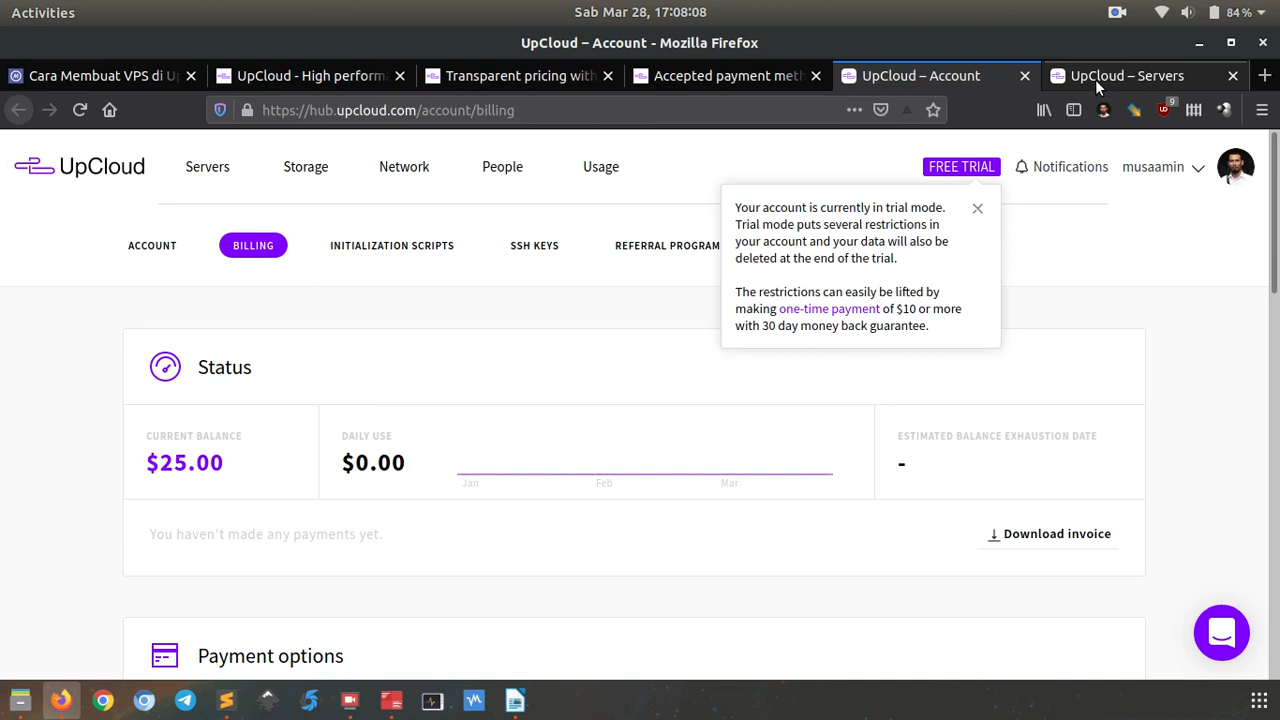 Activities
Sab Mar 28, 17:08:08
84 %
UpCloud – Account - Mozilla Firefox
Cara Membuat VPS di Up
UpCloud - High performa
Transparent pricing with
Accepted payment meth
UpCloud – Account
UpCloud – Servers
https://hub.upcloud.com/account/billing
9
UpCloud
Servers
Storage
Network
People
Usage
FREE TRIAL
Notifications
musaamin
Your account is currently in trial mode.
Trial mode puts several restrictions in
your account and your data will also be
deleted at the end of the trial.
The restrictions can easily be lifted by
making one-time payment of $10 or more
with 30 day money back guarantee.
ACCOUNT
BILLING
INITIALIZATION SCRIPTS
SSH KEYS
REFERRAL PROGRAM
Status
CURRENT BALANCE
$25.00
DAILY USE
$0.00
Jan
Feb
Mar
ESTIMATED BALANCE EXHAUSTION DATE
-
You haven't made any payments yet.
Download invoice
Payment options